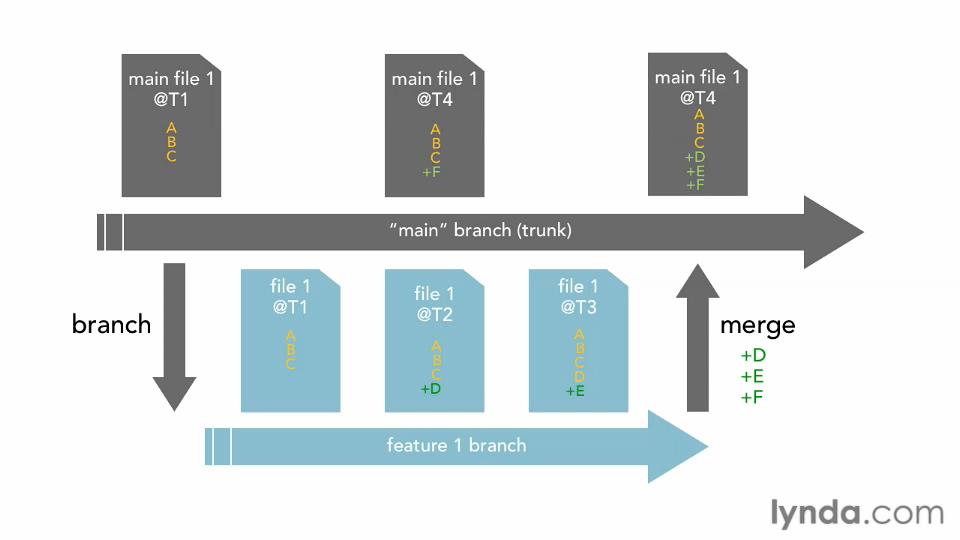 main file 1
@T1
A
B
C
main file 1
@T4
A
B
C
+F
main file 1
@T4
A
B
C
+D
+E
+F
"main" branch (trunk)
branch
file 1
@T1
A
B
C
file 1
@T2
A
B
C
+D
file 1
@T3
A
B
C
D
+E
merge
+D
+E
+F
feature 1 branch
lynda.com